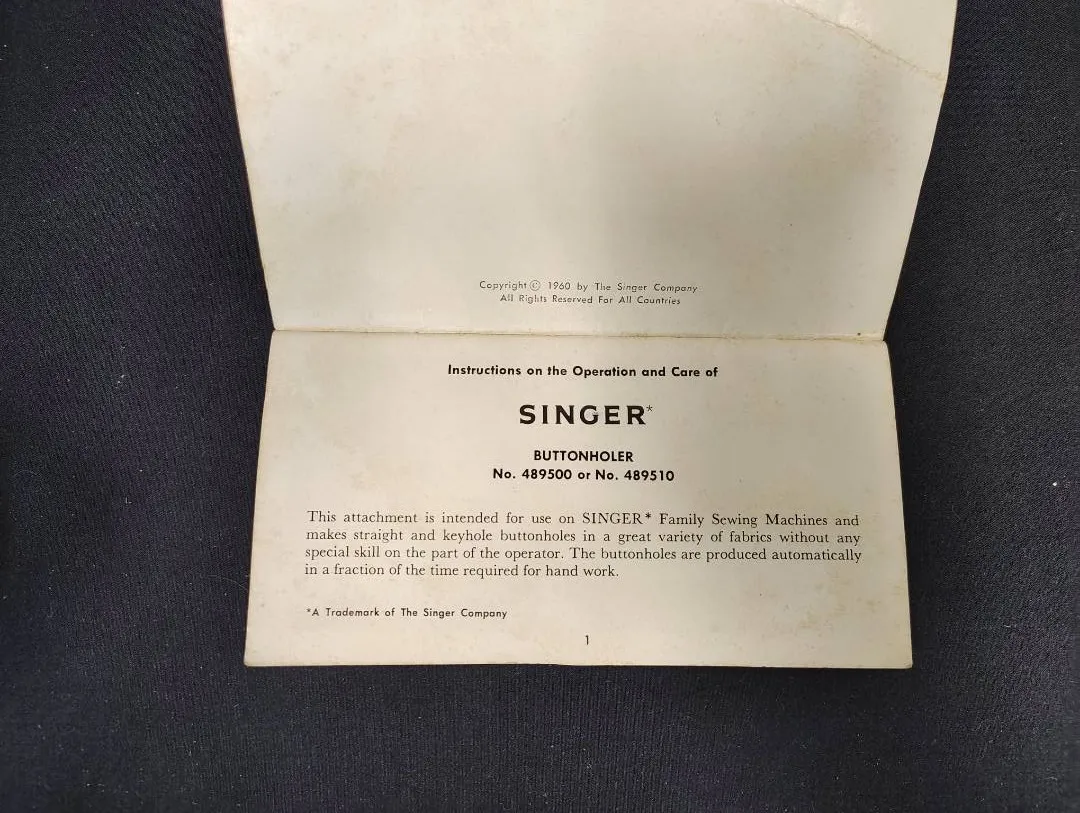 Copyright © 1960 by The Singer Company
All Rights Reserved For All Countries
Instructions on the Operation and Care of
SINGER*
BUTTONHOLER
No. 489500 or No. 489510
This attachment is intended for use on SINGER* Family Sewing Machines and
makes straight and keyhole buttonholes in a great variety of fabrics without any
special skill on the part of the operator. The buttonholes are produced automatically
in a fraction of the time required for hand work.
*A Trademark of The Singer Company
1